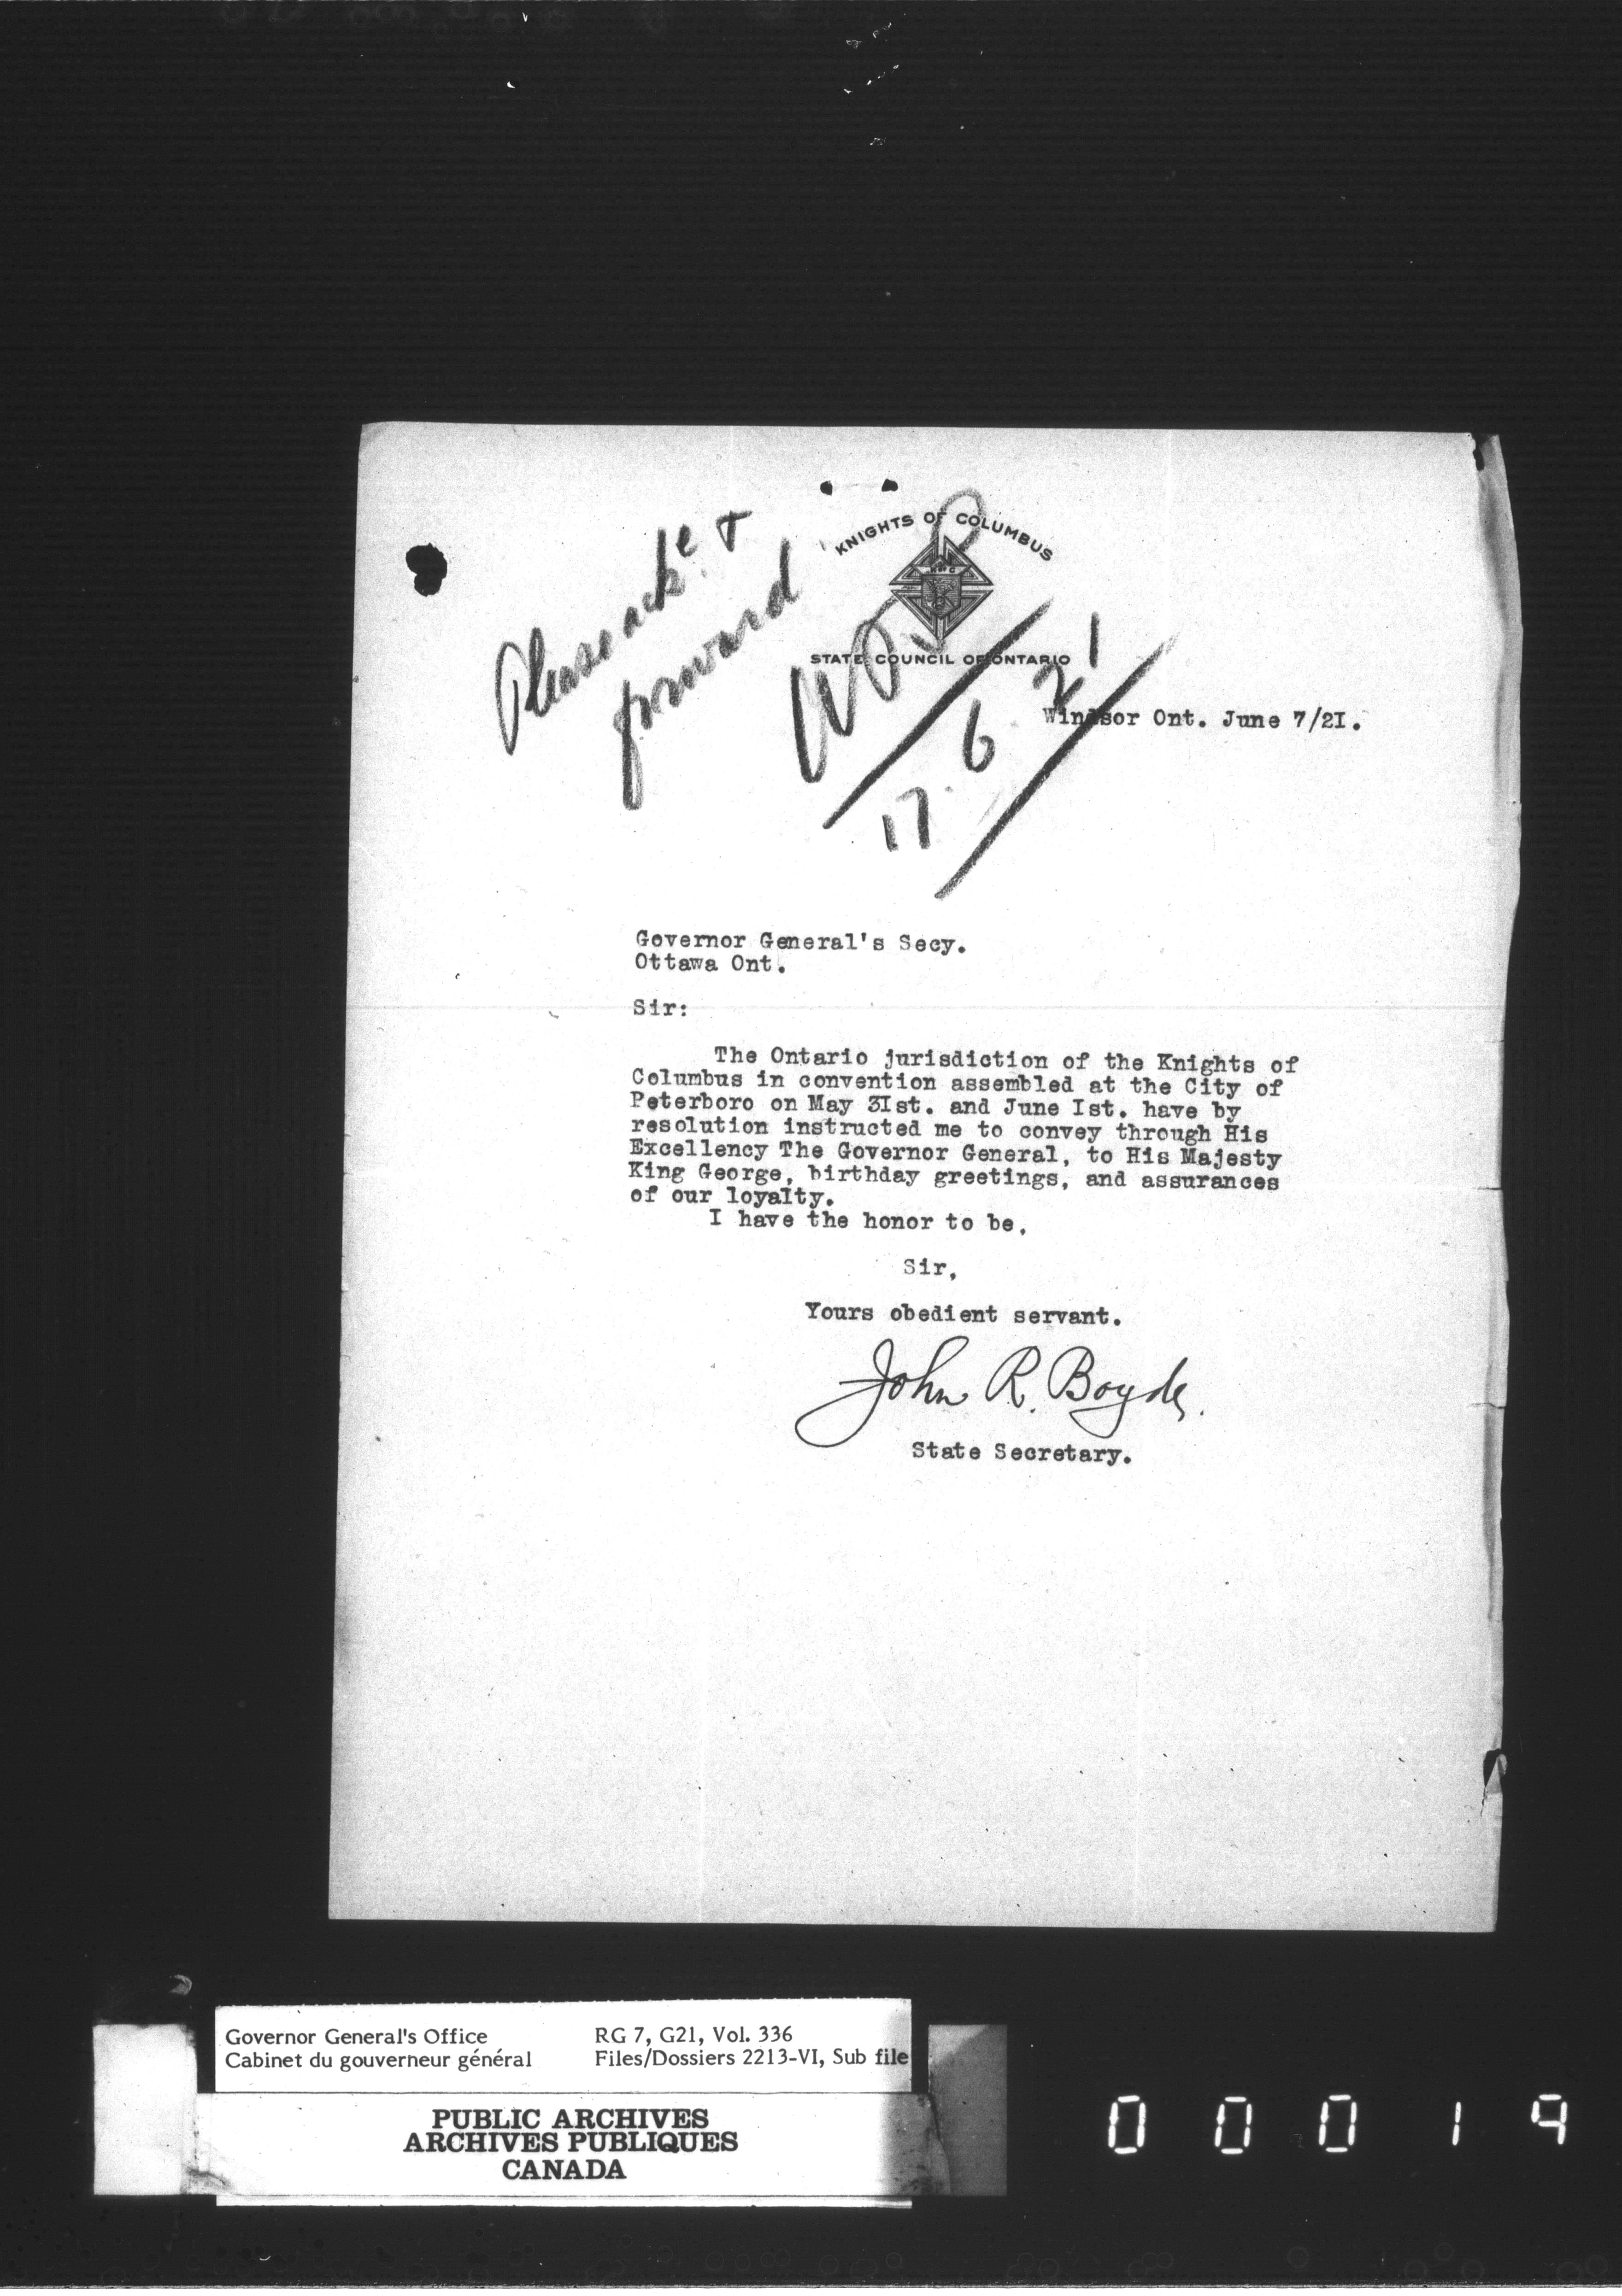 Please ack^e. &
forward
KNIGHTS OF COLUMBUS
K of C
STATE COUNCIL OF ONTARIO
17.6.21
Windsor Ont. June 7/2I.
Governor General's Secy.
Ottawa Ont.
Sir:
The Ontario jurisdiction of the Knights of
Columbus in convention assembled at the City of
Peterboro on May 3Ist. and June Ist. have by
resolution instructed me to convey through His
Excellency The Governor General, to His Majesty
King George, birthday greetings, and assurances
of our loyalty.
I have the honor to be,
Sir,
Yours obedient servant.
John R. Boyde.
State Secretary.
Governor General's Office
Cabinet du gouverneur général
RG 7, G21, Vol. 336
Files/Dossiers 2213-VI, Sub file
PUBLIC ARCHIVES
ARCHIVES PUBLIQUES
CANADA
00019